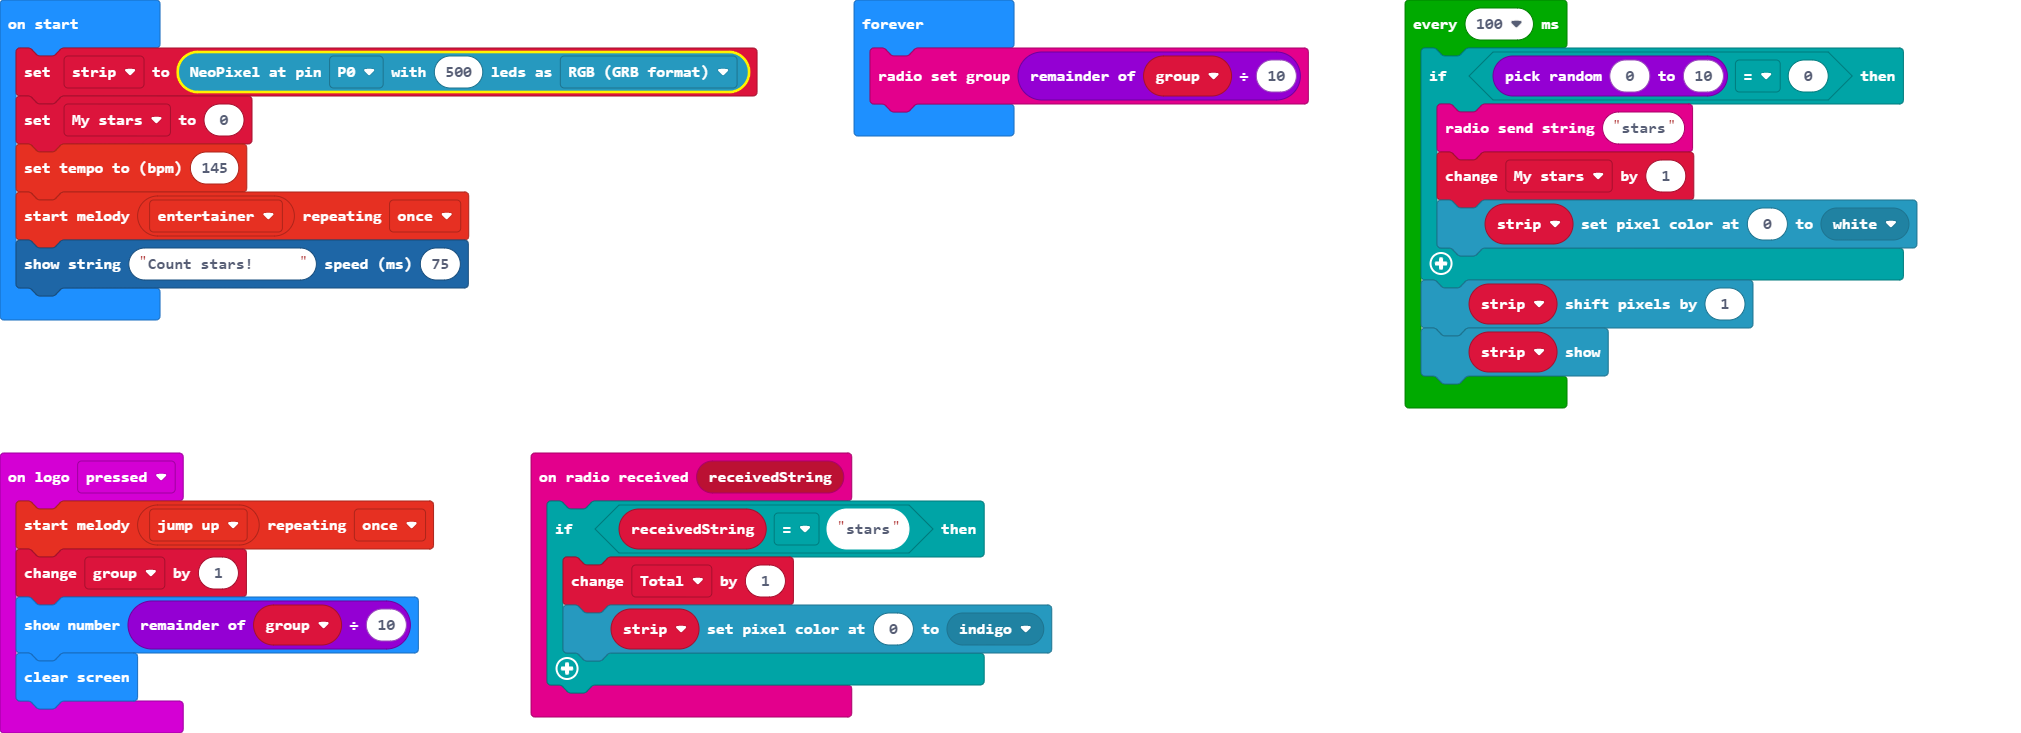 on start
set strip to NeoPixel at pin P0 with 500 leds as RGB (GRB format)
set My stars to 0
set tempo to (bpm) 145
start melody entertainer repeating once
show string "Count stars! " speed (ms) 75
forever
radio set group remainder of group ÷ 10
every 100 ms
if pick random 0 to 10 = 0 then
radio send string "stars"
change My stars by 1
strip set pixel color at 0 to white
strip shift pixels by 1
strip show
on logo pressed
start melody jump up repeating once
change group by 1
show number remainder of group ÷ 10
clear screen
on radio received receivedString
if receivedString = "stars" then
change Total by 1
strip set pixel color at 0 to indigo